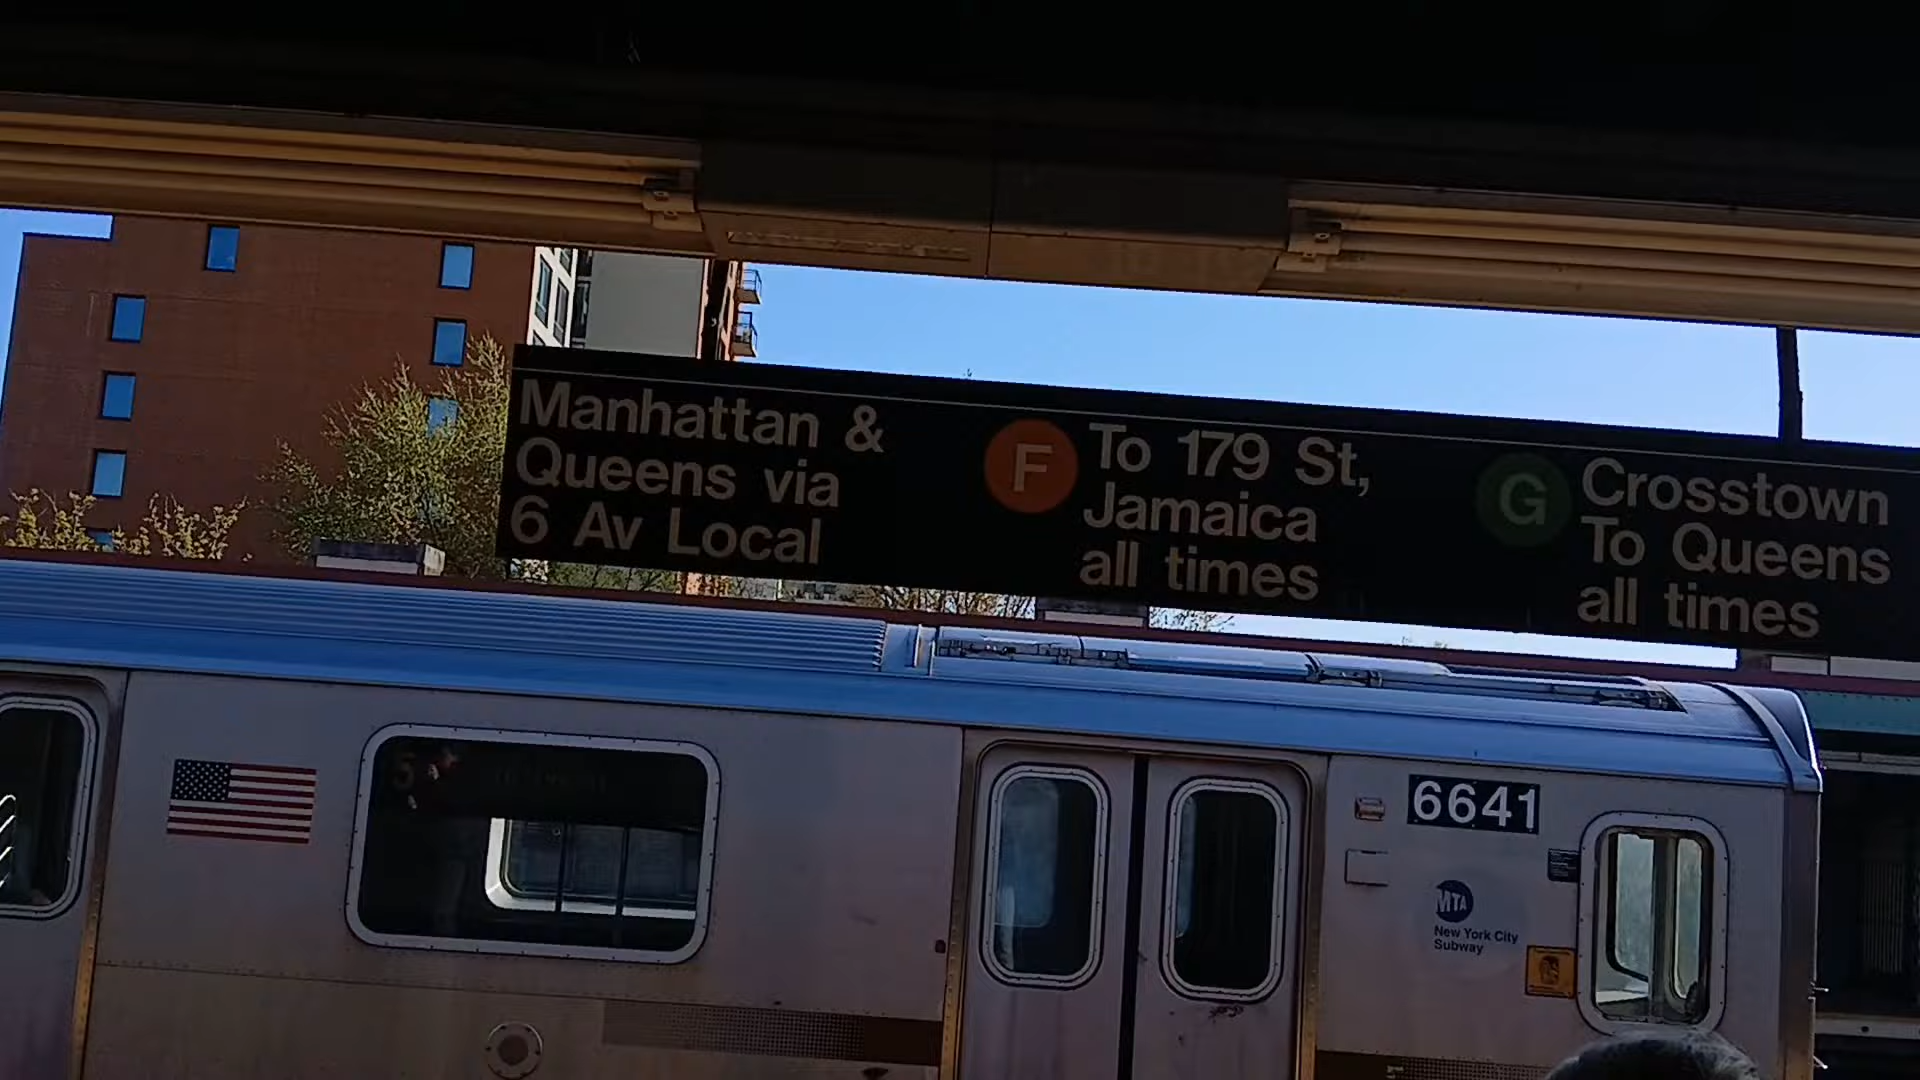 Manhattan &
Queens via
6 Av Local
F
To 179 St,
Jamaica
all times
G
Crosstown
To Queens
all times
6641
MTA
New York City
Subway